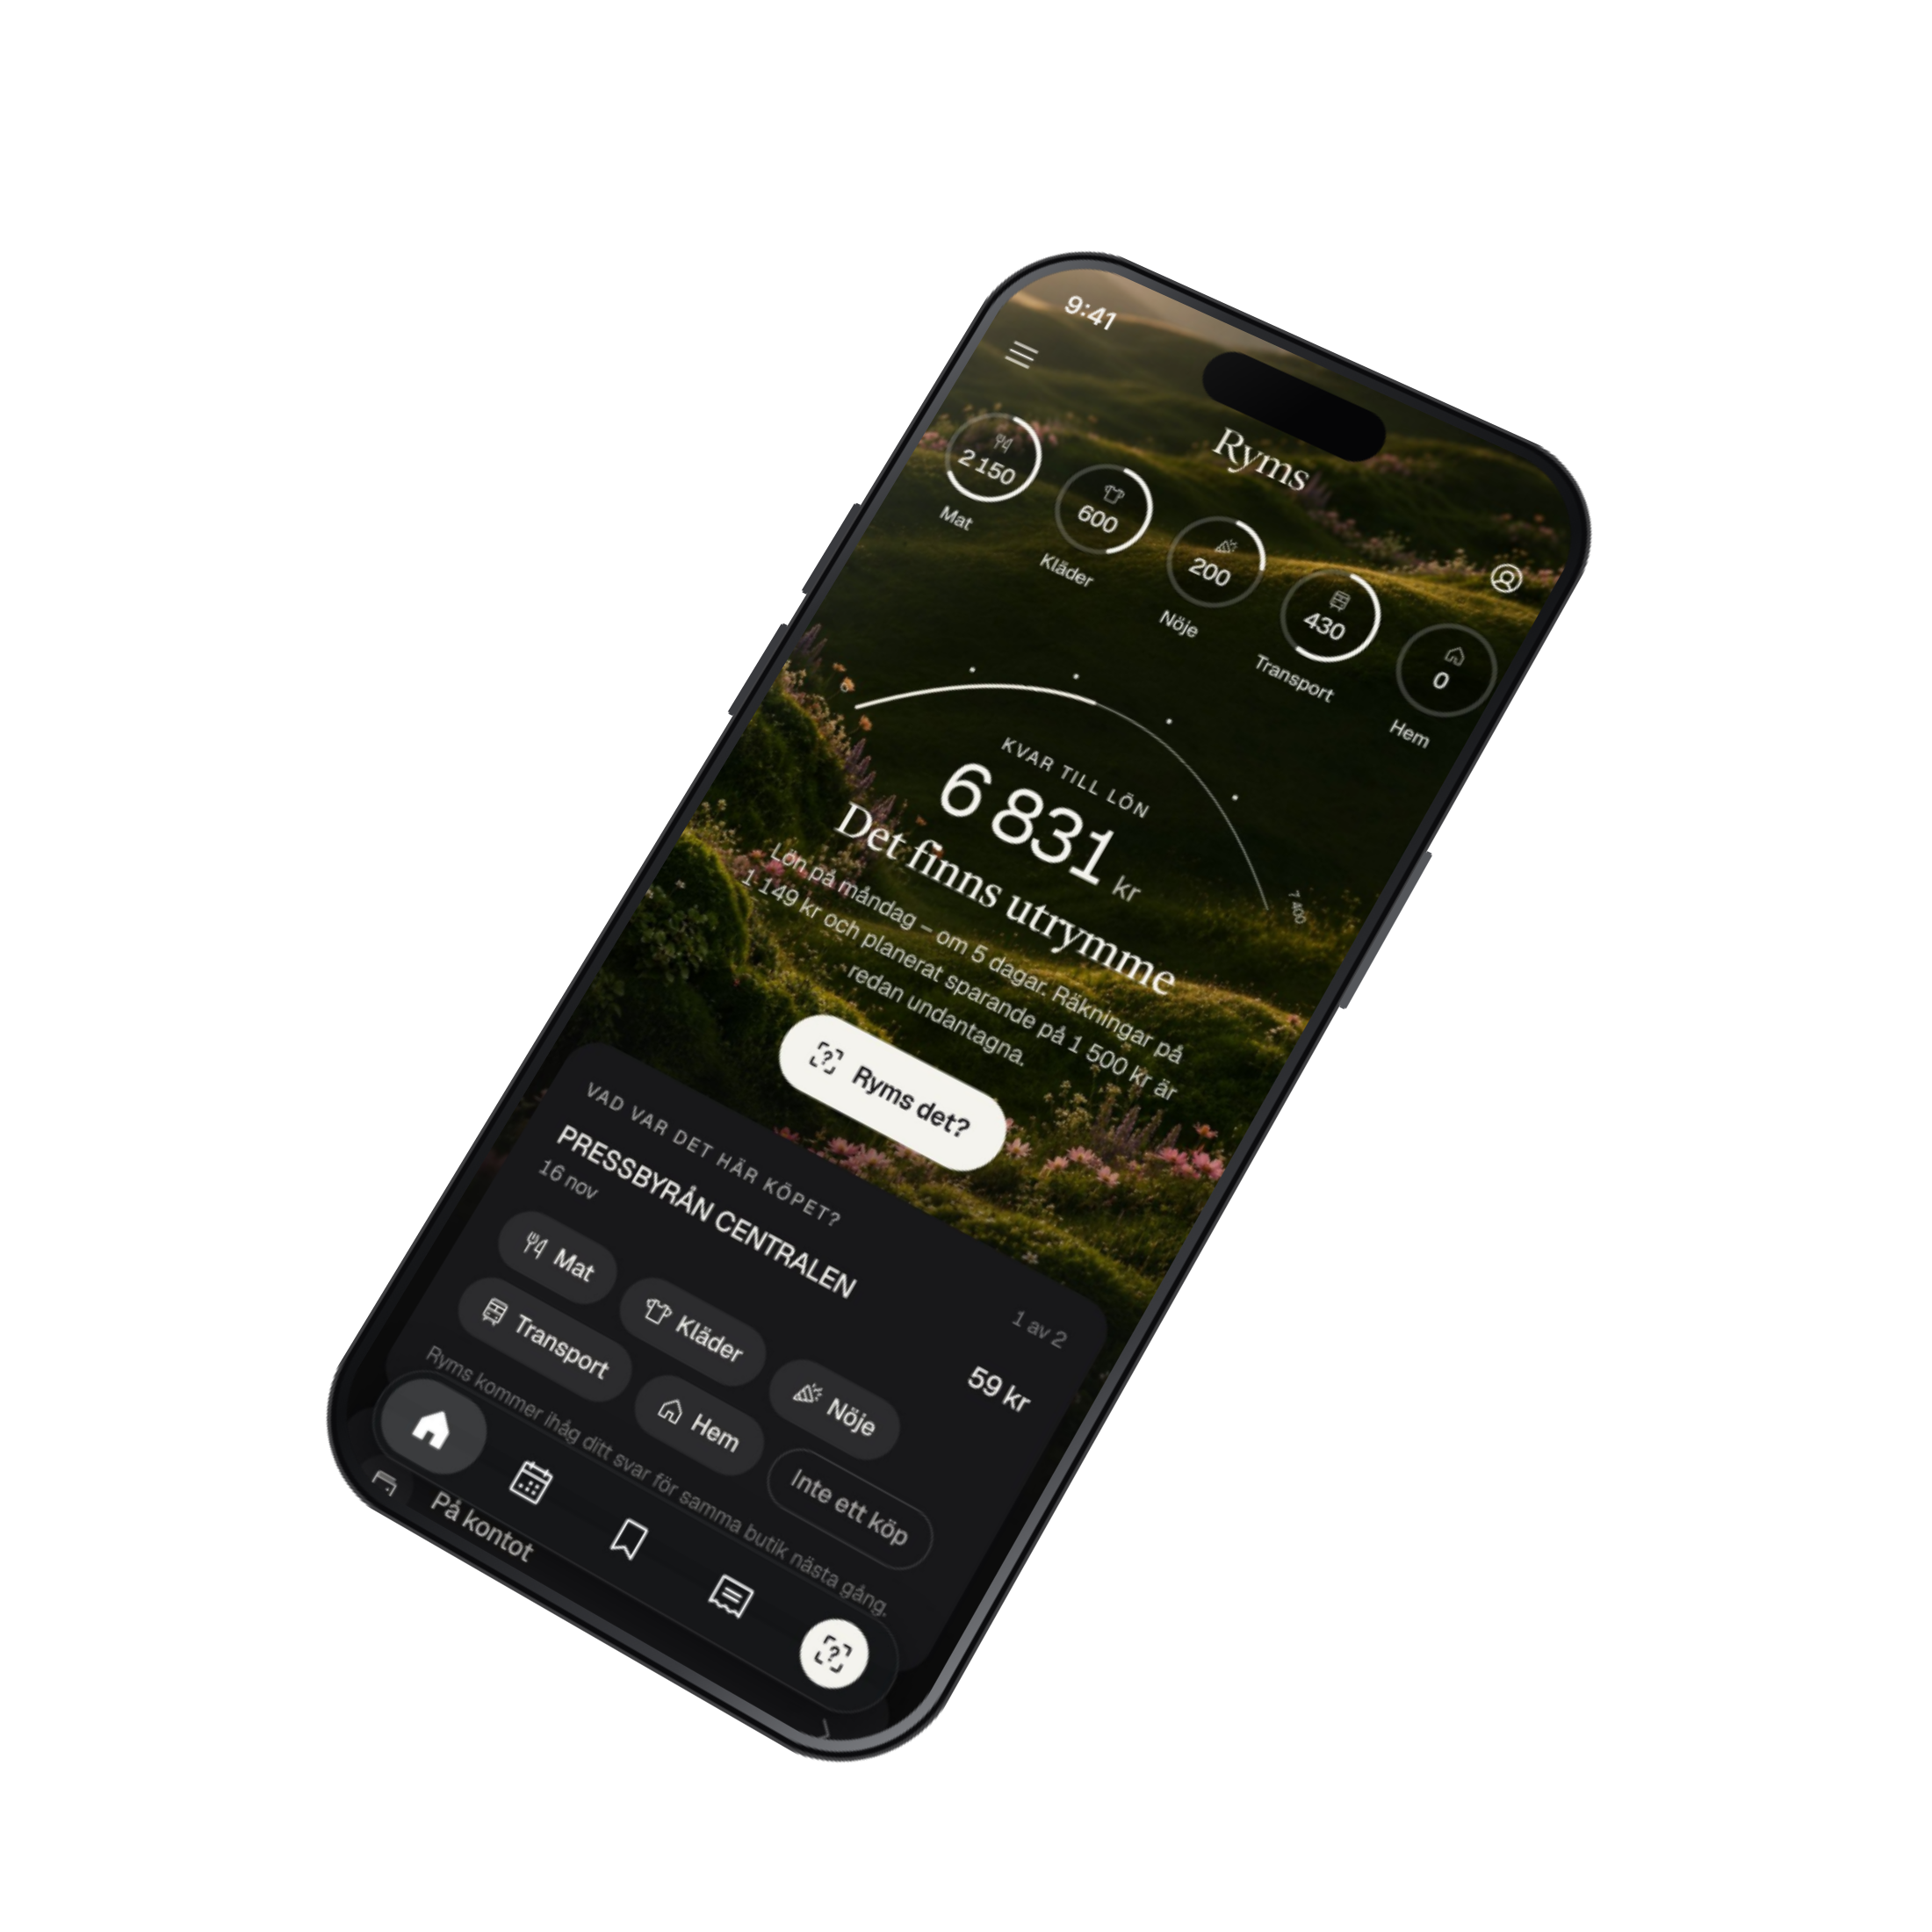 9:41
Ryms
2 150
Mat
600
Kläder
200
Nöje
430
Transport
0
Hem
KVAR TILL LÖN
6 831 kr
7 400
Det finns utrymme
Lön på måndag – om 5 dagar. Räkningar på
1 149 kr och planerat sparande på 1 500 kr är
redan undantagna.
Ryms det?
VAD VAR DET HÄR KÖPET?
1 av 2
PRESSBYRÅN CENTRALEN
59 kr
16 nov
Mat
Kläder
Nöje
Transport
Hem
Inte ett köp
Ryms kommer ihåg ditt svar för samma butik nästa gång.
På kontot